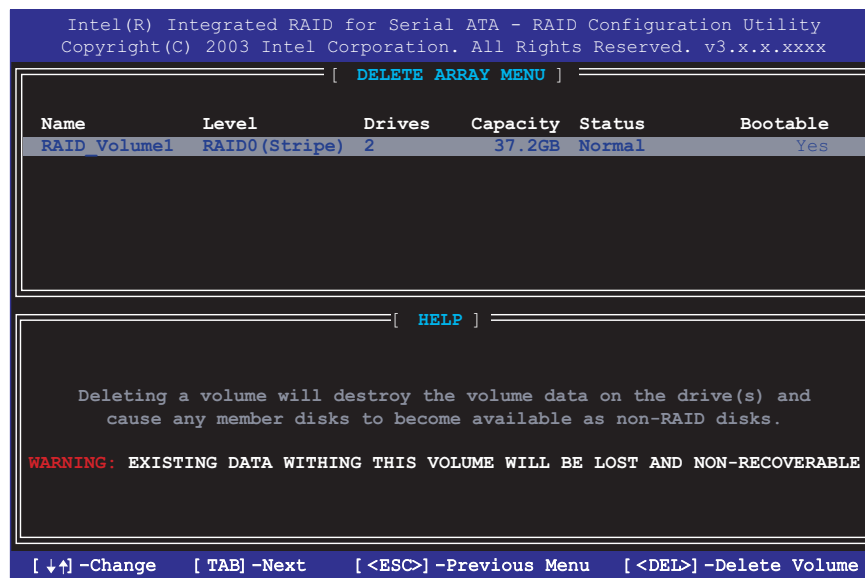 Intel(R) Integrated RAID for Serial ATA - RAID Configuration Utility
Copyright(C) 2003 Intel Corporation. All Rights Reserved. v3.x.x.xxxx
[ DELETE ARRAY MENU ]
Name Level Drives Capacity Status Bootable
RAID_Volume1 RAID0(Stripe) 2 37.2GB Normal Yes
[ HELP ]
Deleting a volume will destroy the volume data on the drive(s) and
cause any member disks to become available as non-RAID disks.
WARNING: EXISTING DATA WITHING THIS VOLUME WILL BE LOST AND NON-RECOVERABLE
[↓↑]-Change [TAB]-Next [<ESC>]-Previous Menu [<DEL>]-Delete Volume